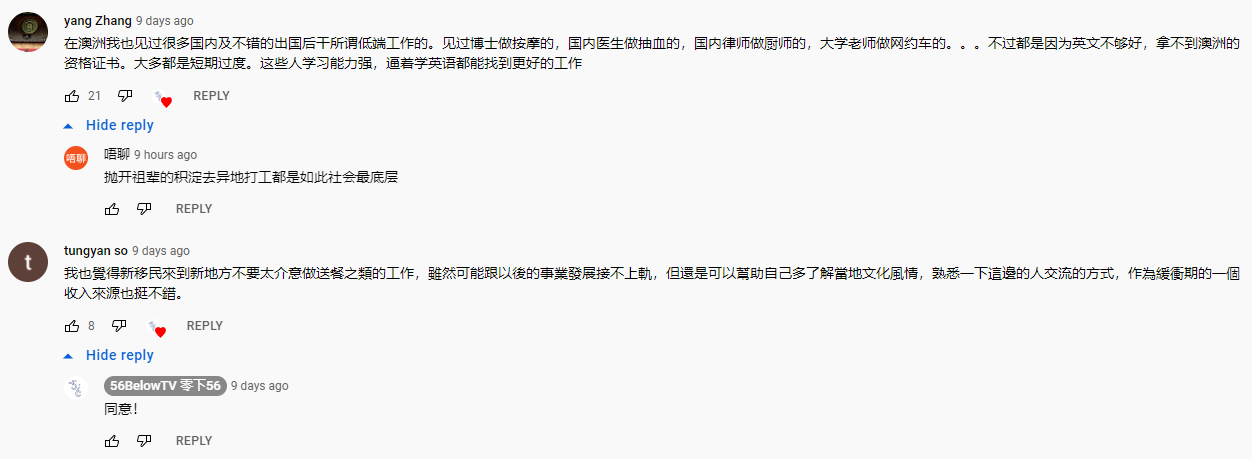 yang Zhang 9 days ago
在澳洲我也见过很多国内及不错的出国后干所谓低端工作的。见过博士做按摩的，国内医生做抽血的，国内律师做厨师的，大学老师做网约车的。。。不过都是因为英文不够好，拿不到澳洲的
资格证书。大多都是短期过度。这些人学习能力强，逼着学英语都能找到更好的工作
21 REPLY
Hide reply
唔聊
唔聊 9 hours ago
抛开祖辈的积淀去异地打工都是如此社会最底层
REPLY
t
tungyan so 9 days ago
我也覺得新移民來到新地方不要太介意做送餐之類的工作，雖然可能跟以後的事業發展接不上軌，但還是可以幫助自己多了解當地文化風情，熟悉一下這邊的人交流的方式，作為緩衝期的一個
收入來源也挺不錯。
8 REPLY
Hide reply
56BelowTV 零下56 9 days ago
同意！
REPLY